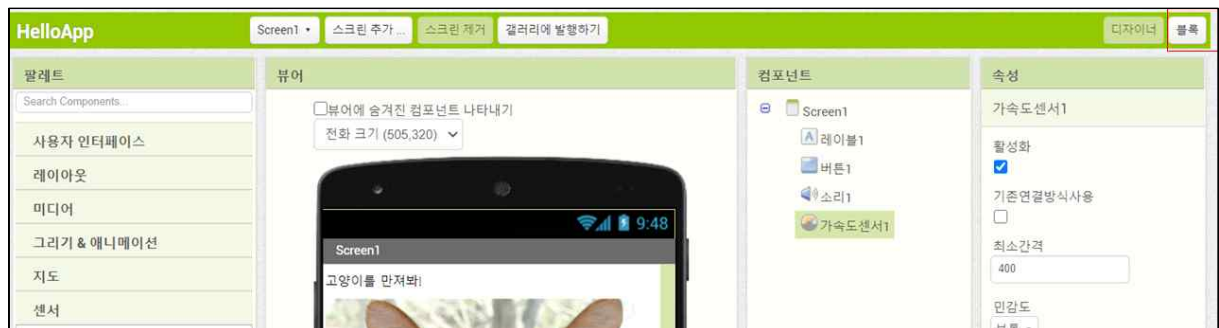 HelloApp
Screen1 스크린 추가 ... 스크린 제거 갤러리에 발행하기
디자이너 블록
팔레트
Search Components...
사용자 인터페이스
레이아웃
미디어
그리기 & 애니메이션
지도
센서
뷰어
뷰어에 숨겨진 컴포넌트 나타내기
전화 크기 (505,320)
9:48
Screen1
고양이를 만져봐!
컴포넌트
Screen1
레이블1
버튼1
소리1
가속도센서1
속성
가속도센서1
활성화
기존연결방식사용
최소간격
400
민감도